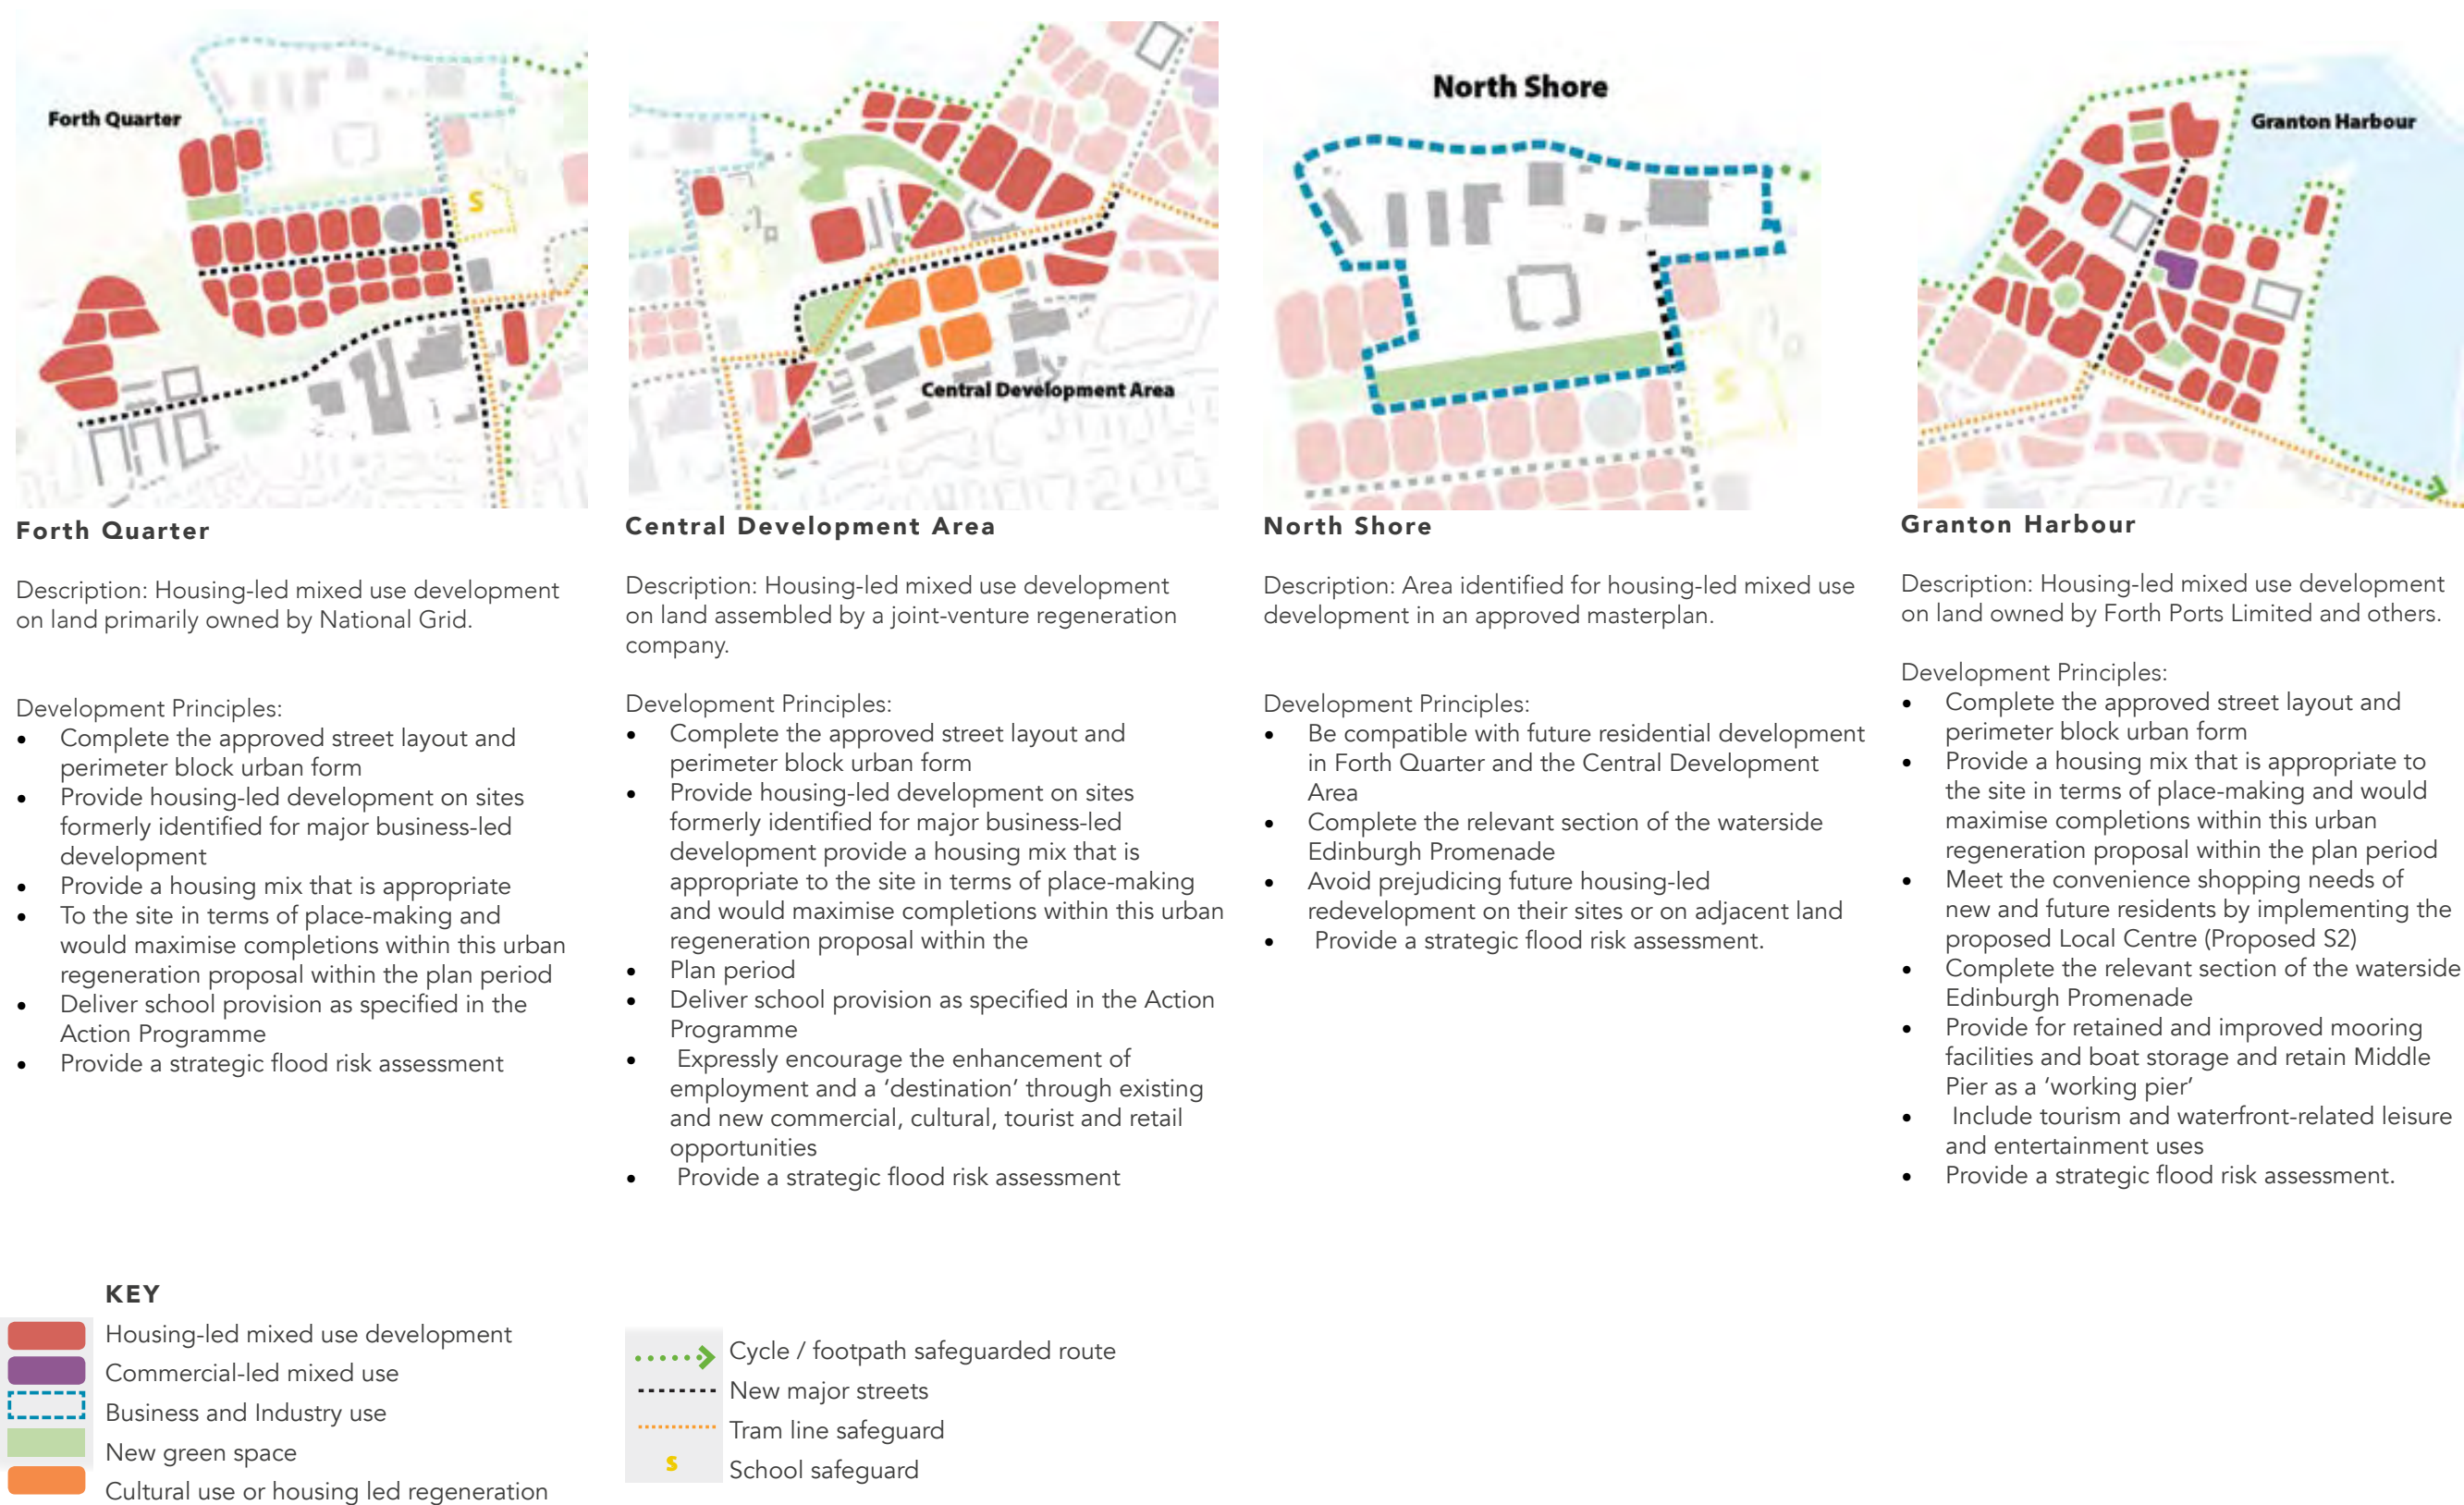 Forth Quarter
S
Forth Quarter
Description: Housing-led mixed use development
on land primarily owned by National Grid.
Development Principles:
• Complete the approved street layout and
perimeter block urban form
• Provide housing-led development on sites
formerly identified for major business-led
development
• Provide a housing mix that is appropriate
• To the site in terms of place-making and
would maximise completions within this urban
regeneration proposal within the plan period
• Deliver school provision as specified in the
Action Programme
• Provide a strategic flood risk assessment
Central Development Area
Central Development Area
Description: Housing-led mixed use development
on land assembled by a joint-venture regeneration
company.
Development Principles:
• Complete the approved street layout and
perimeter block urban form
• Provide housing-led development on sites
formerly identified for major business-led
development provide a housing mix that is
appropriate to the site in terms of place-making
and would maximise completions within this urban
regeneration proposal within the
• Plan period
• Deliver school provision as specified in the Action
Programme
• Expressly encourage the enhancement of
employment and a ‘destination’ through existing
and new commercial, cultural, tourist and retail
opportunities
• Provide a strategic flood risk assessment
North Shore
S
North Shore
Description: Area identified for housing-led mixed use
development in an approved masterplan.
Development Principles:
• Be compatible with future residential development
in Forth Quarter and the Central Development
Area
• Complete the relevant section of the waterside
Edinburgh Promenade
• Avoid prejudicing future housing-led
redevelopment on their sites or on adjacent land
• Provide a strategic flood risk assessment.
Granton Harbour
Granton Harbour
Description: Housing-led mixed use development
on land owned by Forth Ports Limited and others.
Development Principles:
• Complete the approved street layout and
perimeter block urban form
• Provide a housing mix that is appropriate to
the site in terms of place-making and would
maximise completions within this urban
regeneration proposal within the plan period
• Meet the convenience shopping needs of
new and future residents by implementing the
proposed Local Centre (Proposed S2)
• Complete the relevant section of the waterside
Edinburgh Promenade
• Provide for retained and improved mooring
facilities and boat storage and retain Middle
Pier as a ‘working pier’
• Include tourism and waterfront-related leisure
and entertainment uses
• Provide a strategic flood risk assessment.
KEY
Housing-led mixed use development
Commercial-led mixed use
Business and Industry use
New green space
Cultural use or housing led regeneration
Cycle / footpath safeguarded route
New major streets
Tram line safeguard
S School safeguard